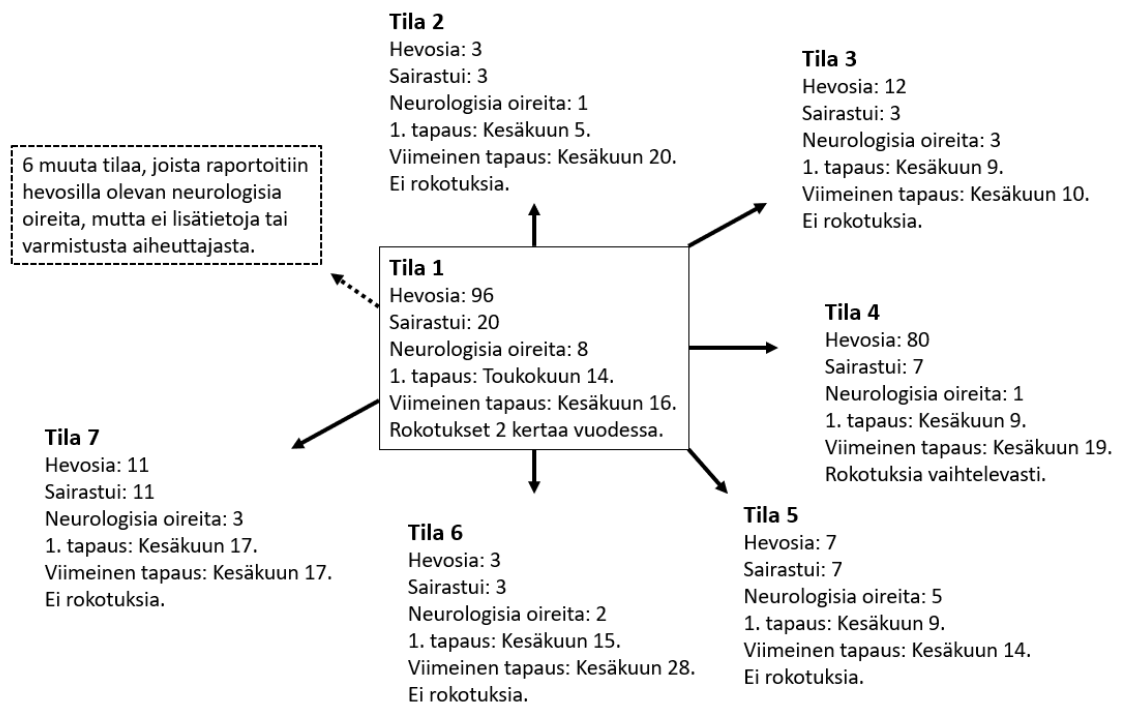 Tila 2
Hevosia: 3
Sairastui: 3
Neurologisia oireita: 1
1. tapaus: Kesäkuun 5.
Viimeinen tapaus: Kesäkuun 20.
Ei rokotuksia.
Tila 3
Hevosia: 12
Sairastui: 3
Neurologisia oireita: 3
1. tapaus: Kesäkuun 9.
Viimeinen tapaus: Kesäkuun 10.
Ei rokotuksia.
6 muuta tilaa, joista raportoitiin
hevosilla olevan neurologisia
oireita, mutta ei lisätietoja tai
varmistusta aiheuttajasta.
Tila 1
Hevosia: 96
Sairastui: 20
Neurologisia oireita: 8
1. tapaus: Toukokuun 14.
Viimeinen tapaus: Kesäkuun 16.
Rokotukset 2 kertaa vuodessa.
Tila 4
Hevosia: 80
Sairastui: 7
Neurologisia oireita: 1
1. tapaus: Kesäkuun 9.
Viimeinen tapaus: Kesäkuun 19.
Rokotuksia vaihtelevasti.
Tila 7
Hevosia: 11
Sairastui: 11
Neurologisia oireita: 3
1. tapaus: Kesäkuun 17.
Viimeinen tapaus: Kesäkuun 17.
Ei rokotuksia.
Tila 6
Hevosia: 3
Sairastui: 3
Neurologisia oireita: 2
1. tapaus: Kesäkuun 15.
Viimeinen tapaus: Kesäkuun 28.
Ei rokotuksia.
Tila 5
Hevosia: 7
Sairastui: 7
Neurologisia oireita: 5
1. tapaus: Kesäkuun 9.
Viimeinen tapaus: Kesäkuun 14.
Ei rokotuksia.